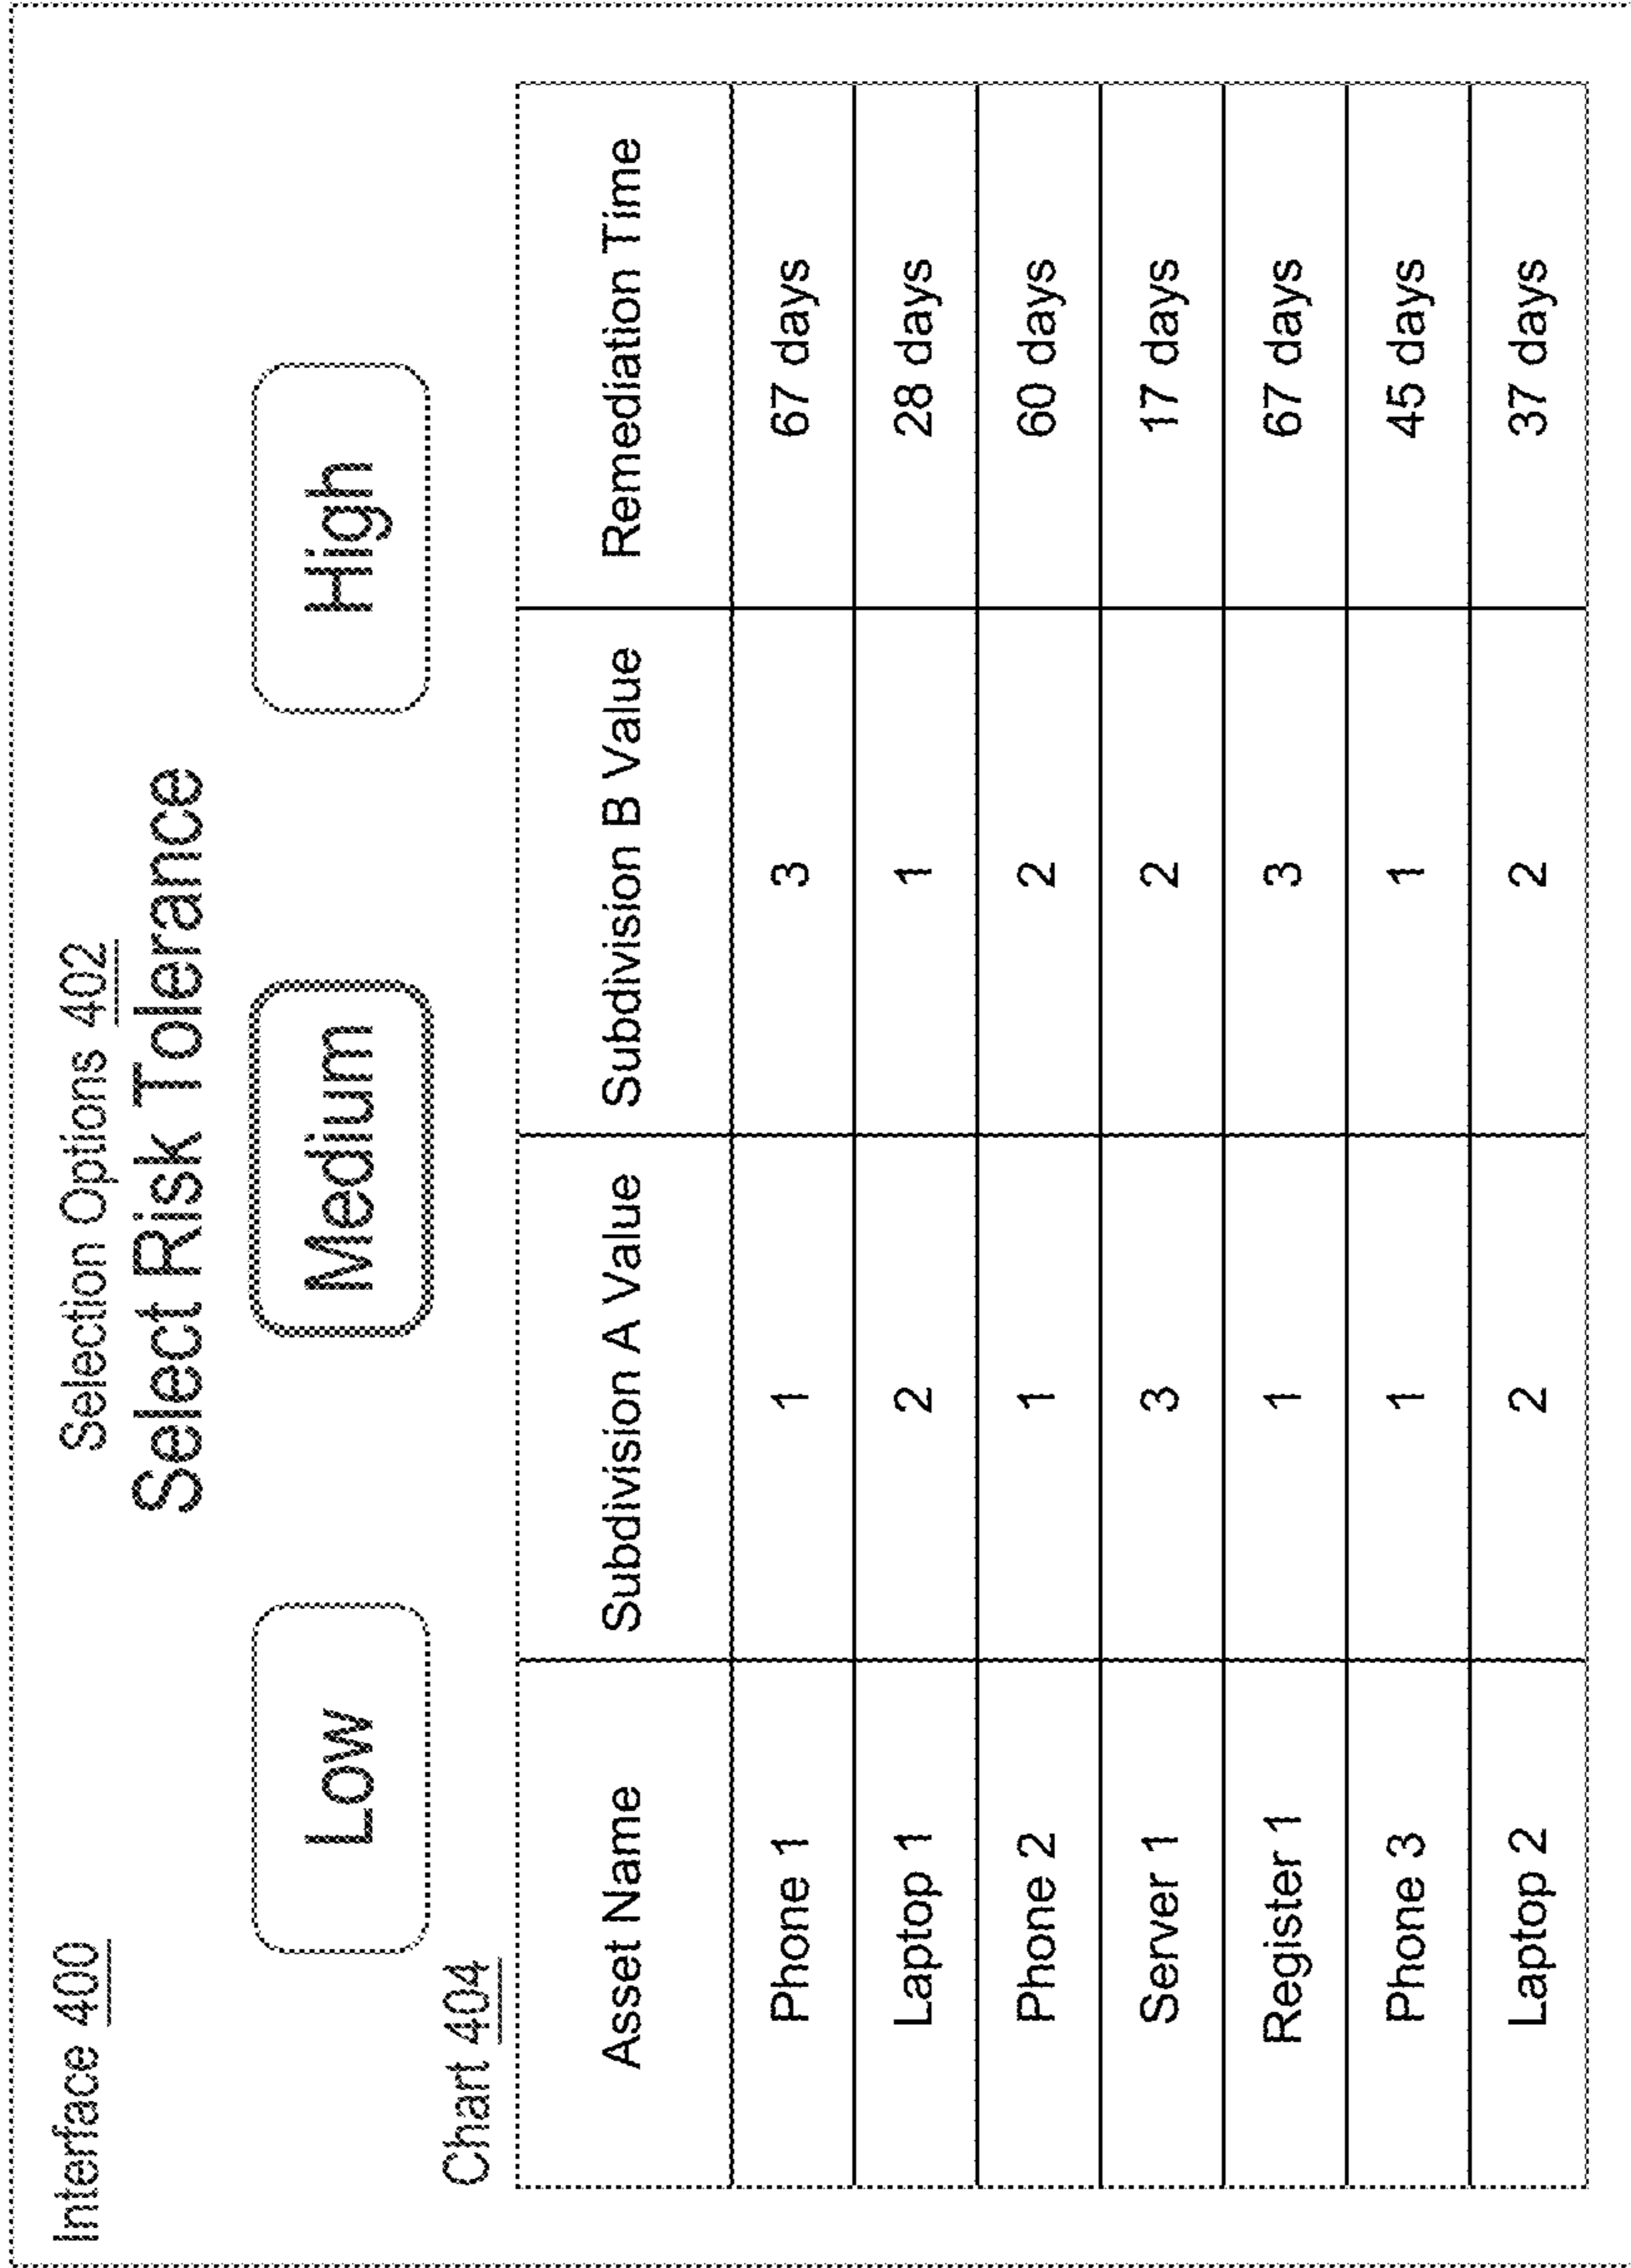 Interface 400
Selection Options 402
Select Risk Tolerance
Low Medium High
Chart 404
Asset Name Subdivision A Value Subdivision B Value Remediation Time
Phone 1 1 3 67 days
Laptop 1 2 1 28 days
Phone 2 1 2 60 days
Server 1 3 2 17 days
Register 1 1 3 67 days
Phone 3 1 1 45 days
Laptop 2 2 2 37 days